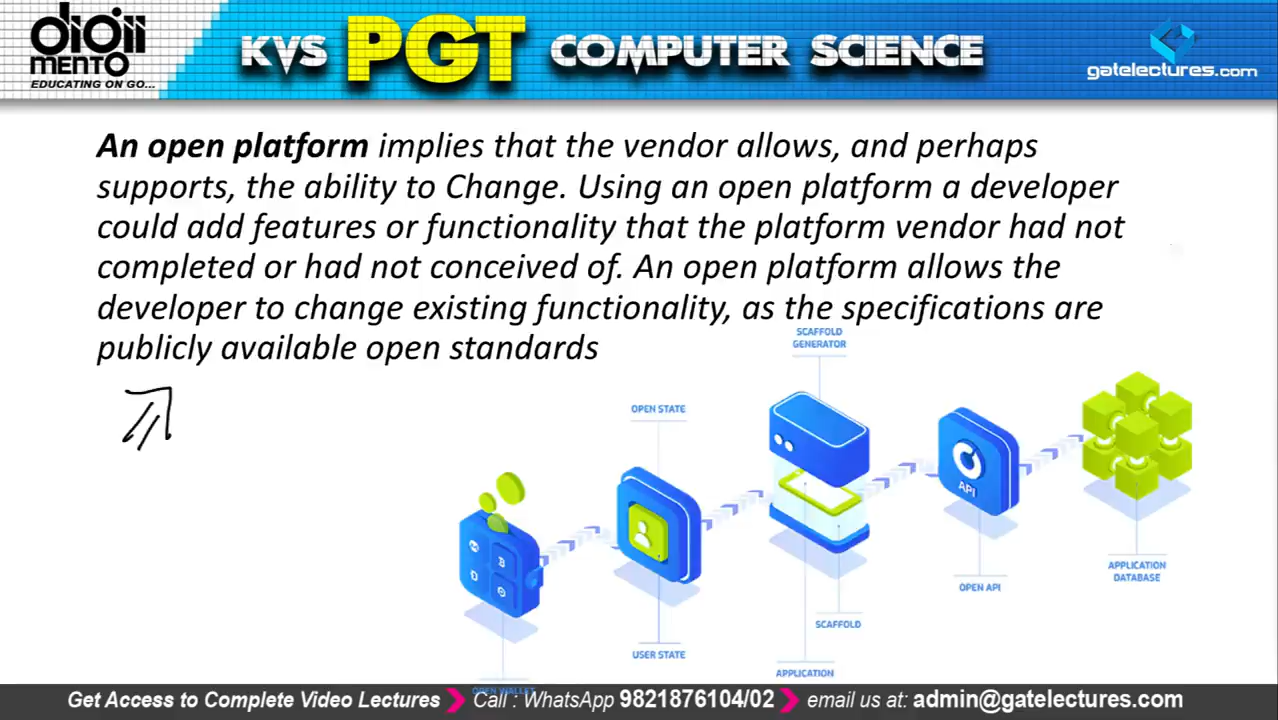 digii
MENTO
EDUCATING ON GO...
KVS PGT COMPUTER SCIENCE
gatelectures.com
An open platform implies that the vendor allows, and perhaps
supports, the ability to Change. Using an open platform a developer
could add features or functionality that the platform vendor had not
completed or had not conceived of. An open platform allows the
developer to change existing functionality, as the specifications are
publicly available open standards
SCAFFOLD
GENERATOR
OPEN STATE
API
APPLICATION
DATABASE
OPEN API
SCAFFOLD
USER STATE
APPLICATION
OPEN WALLET
Get Access to Complete Video Lectures
Call : WhatsApp 9821876104/02
email us at: admin@gatelectures.com